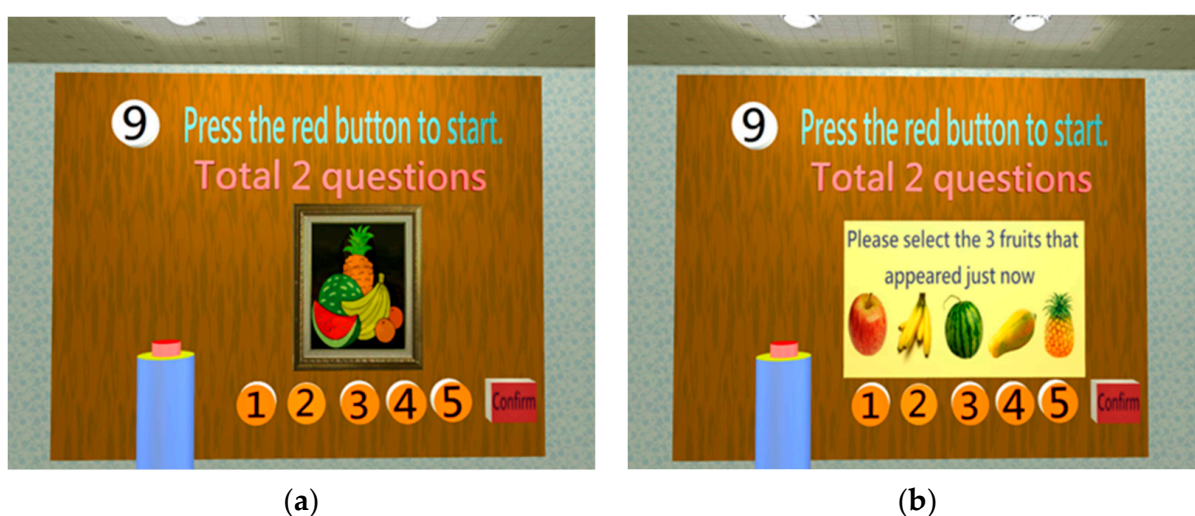 9 Press the red button to start.
Total 2 questions
1 2 3 4 5 Confirm
(a)
9 Press the red button to start.
Total 2 questions
Please select the 3 fruits that
appeared just now
1 2 3 4 5 Confirm
(b)